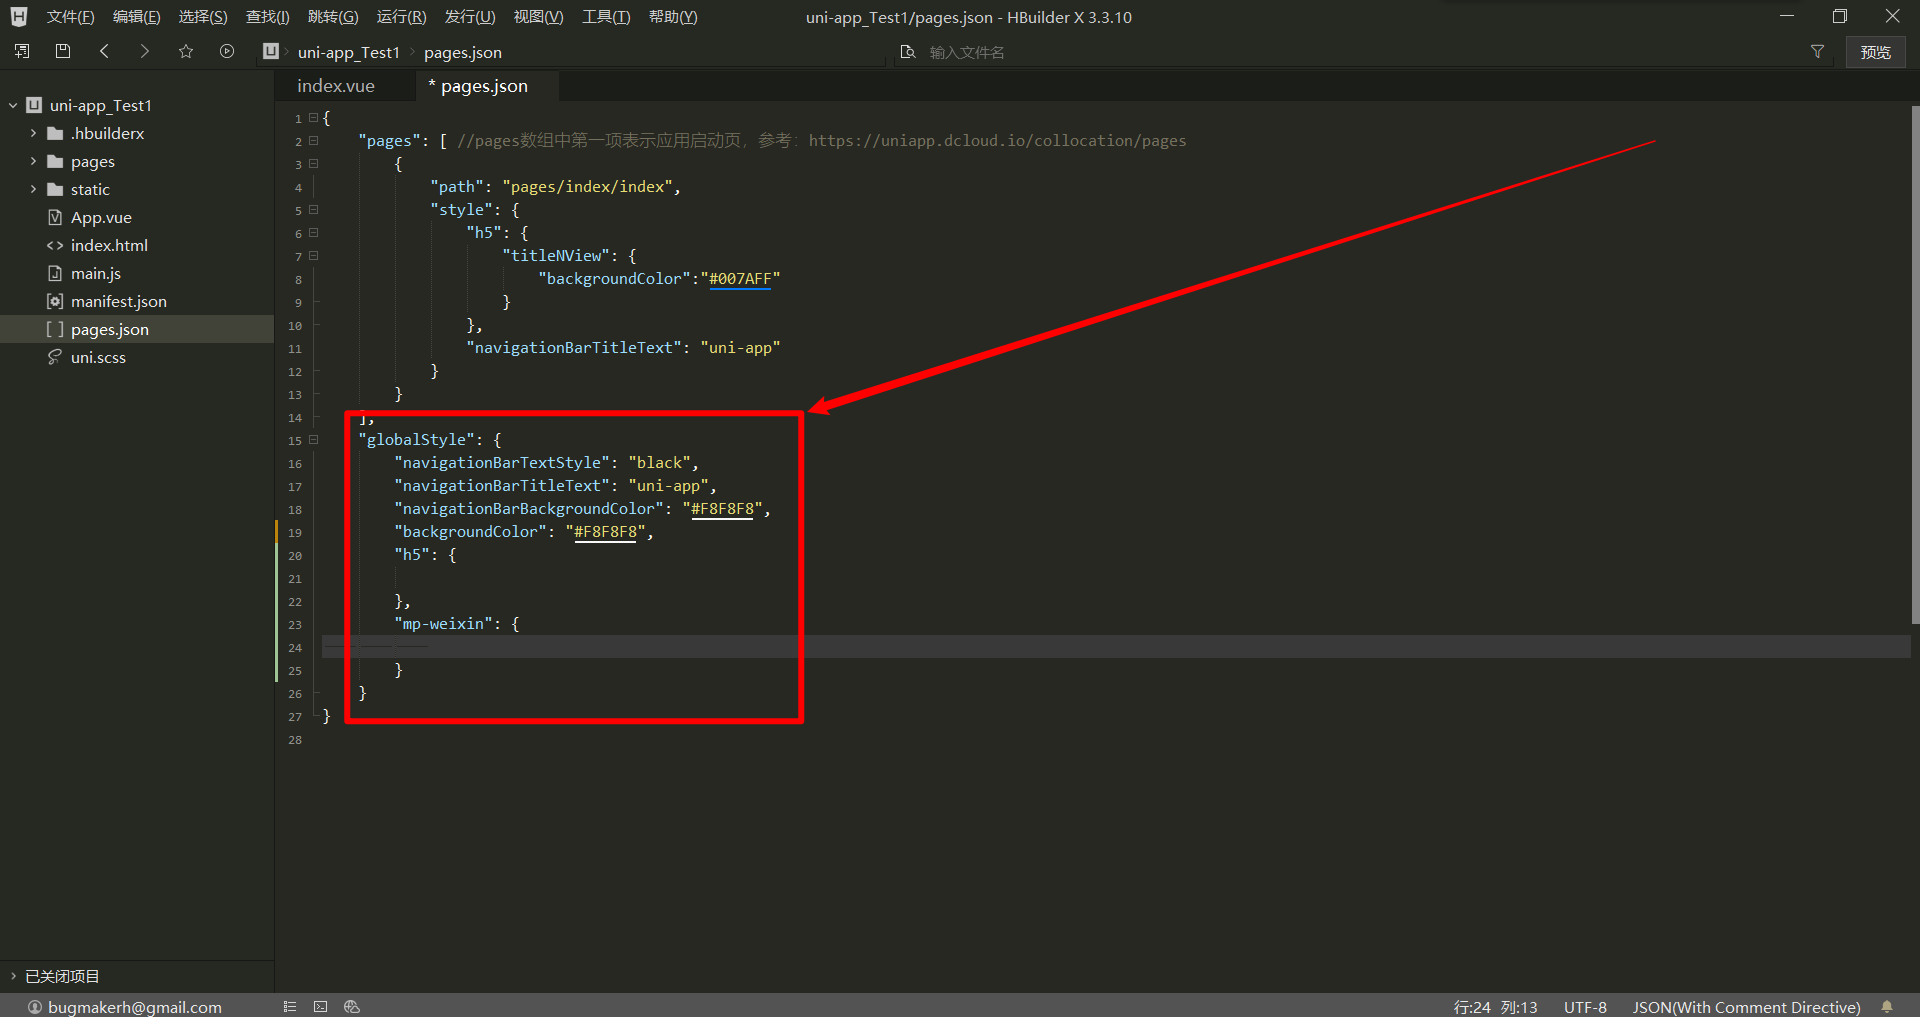 文件(F) 编辑(E) 选择(S) 查找(I) 跳转(G) 运行(R) 发行(U) 视图(V) 工具(T) 帮助(Y) uni-app_Test1/pages.json - HBuilder X 3.3.10
uni-app_Test1 pages.json 输入文件名 预览
index.vue * pages.json
uni-app_Test1
.hbuilderx
pages
static
App.vue
index.html
main.js
manifest.json
pages.json
uni.scss
1 {
2 "pages": [ //pages数组中第一项表示应用启动页，参考：https://uniapp.dcloud.io/collocation/pages
3 {
4 "path": "pages/index/index",
5 "style": {
6 "h5": {
7 "titleNView": {
8 "backgroundColor":"#007AFF"
9 }
10 },
11 "navigationBarTitleText": "uni-app"
12 }
13 }
14 ],
15 "globalStyle": {
16 "navigationBarTextStyle": "black",
17 "navigationBarTitleText": "uni-app",
18 "navigationBarBackgroundColor": "#F8F8F8",
19 "backgroundColor": "#F8F8F8",
20 "h5": {
21
22 },
23 "mp-weixin": {
24
25 }
26 }
27 }
28
已关闭项目
bugmakerh@gmail.com 行:24 列:13 UTF-8 JSON(With Comment Directive)